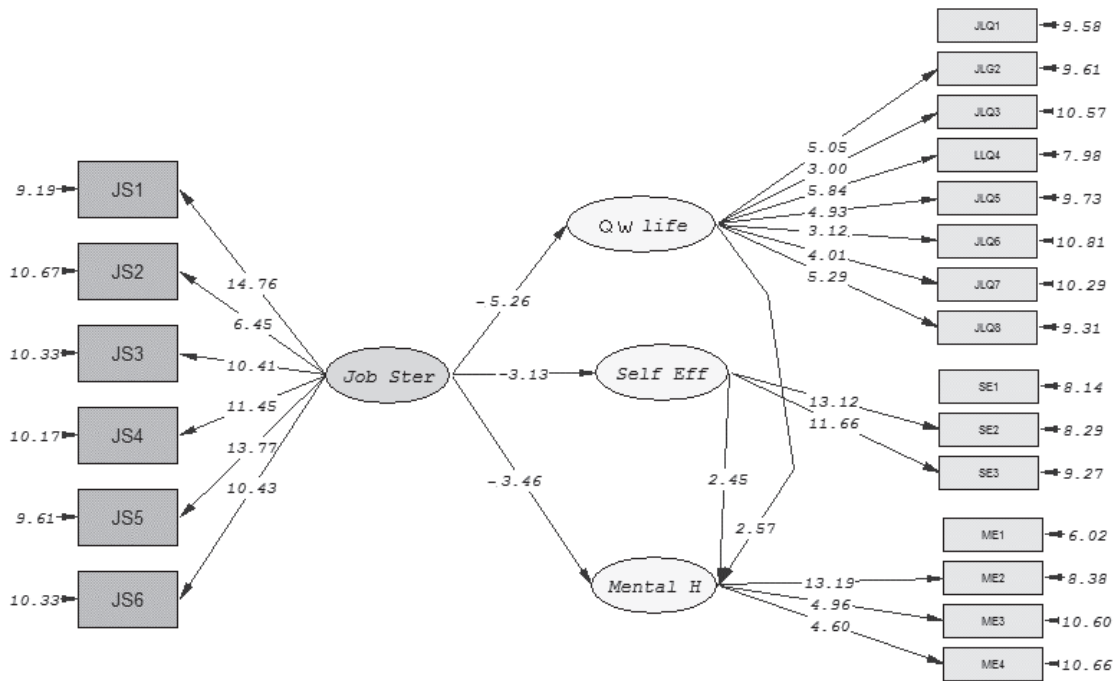 JLQ1 9.58
JLG2 9.61
JLQ3 10.57
LLQ4 7.98
JLQ5 9.73
JLQ6 10.81
JLQ7 10.29
JLQ8 9.31
5.05
3.00
5.84
4.93
3.12
4.01
5.29
9.19 JS1
10.67 JS2
10.33 JS3
10.17 JS4
9.61 JS5
10.33 JS6
14.76
6.45
10.41
11.45
13.77
10.43
Job Ster
-5.26
-3.13
-3.46
QW life
Self Eff
Mental H
2.45
2.57
13.12
11.66
SE1 8.14
SE2 8.29
SE3 9.27
13.19
4.96
4.60
ME1 6.02
ME2 8.38
ME3 10.60
ME4 10.66